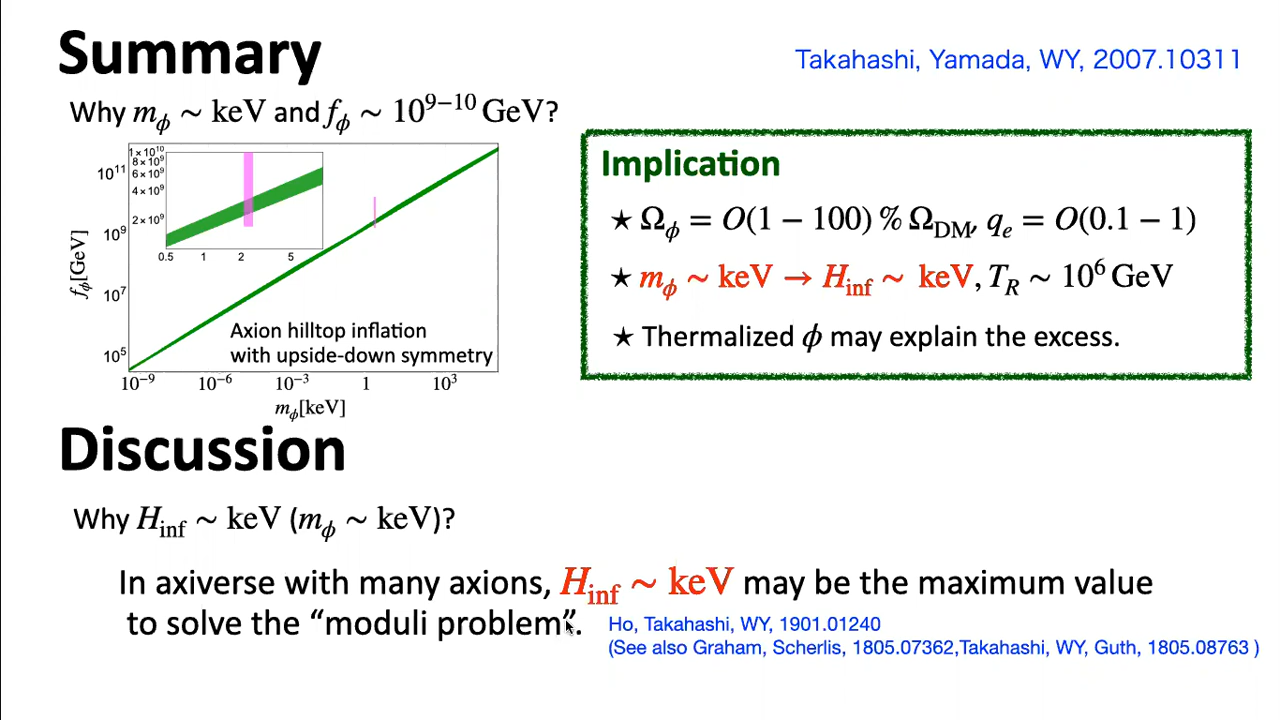 Summary
Takahashi, Yamada, WY, 2007.10311
Why m_ϕ ∼ keV and f_ϕ ∼ 10^{9−10} GeV?
1×10^{10}
8×10^9
6×10^9
4×10^9
2×10^9
0.5 1 2 5
10^{11}
10^9
10^7
10^5
f_ϕ[GeV]
Axion hilltop inflation
with upside-down symmetry
10^{−9} 10^{−6} 10^{−3} 1 10^3
m_ϕ[keV]
Implication
★ Ω_ϕ = O(1 − 100) % Ω_DM, q_e = O(0.1 − 1)
★ m_ϕ ∼ keV → H_inf ∼ keV, T_R ∼ 10^6 GeV
★ Thermalized ϕ may explain the excess.
Discussion
Why H_inf ∼ keV (m_ϕ ∼ keV)?
In axiverse with many axions, H_inf ∼ keV may be the maximum value
to solve the “moduli problem”.
Ho, Takahashi, WY, 1901.01240
(See also Graham, Scherlis, 1805.07362,Takahashi, WY, Guth, 1805.08763 )